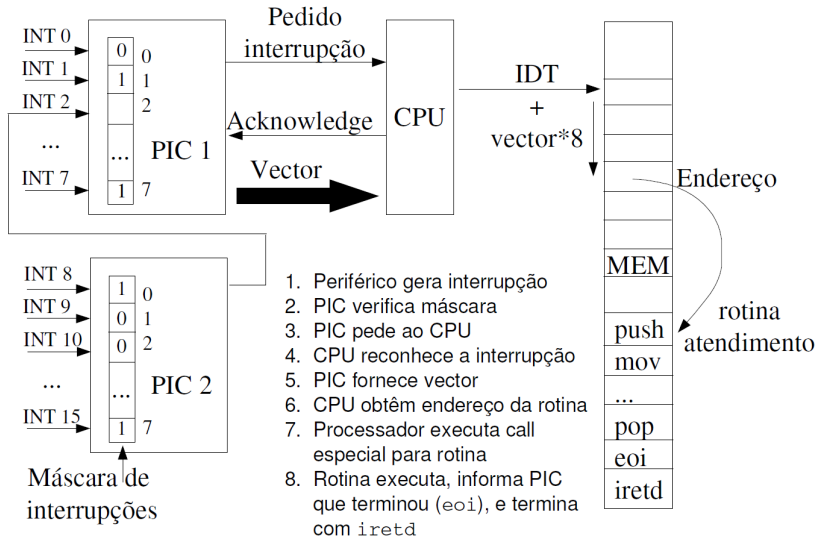 INT 0
INT 1
INT 2
...
INT 7
0 0
1 1
2
...
1 7
PIC 1
Pedido
interrupção
Acknowledge
Vector
CPU
IDT
+
vector*8
Endereço
MEM
rotina
atendimento
push
mov
...
pop
eoi
iretd
INT 8
INT 9
INT 10
...
INT 15
1 0
0 1
0 2
...
1 7
PIC 2
Máscara de
interrupções
1. Periférico gera interrupção
2. PIC verifica máscara
3. PIC pede ao CPU
4. CPU reconhece a interrupção
5. PIC fornece vector
6. CPU obtêm endereço da rotina
7. Processador executa call
especial para rotina
8. Rotina executa, informa PIC
que terminou (eoi), e termina
com iretd